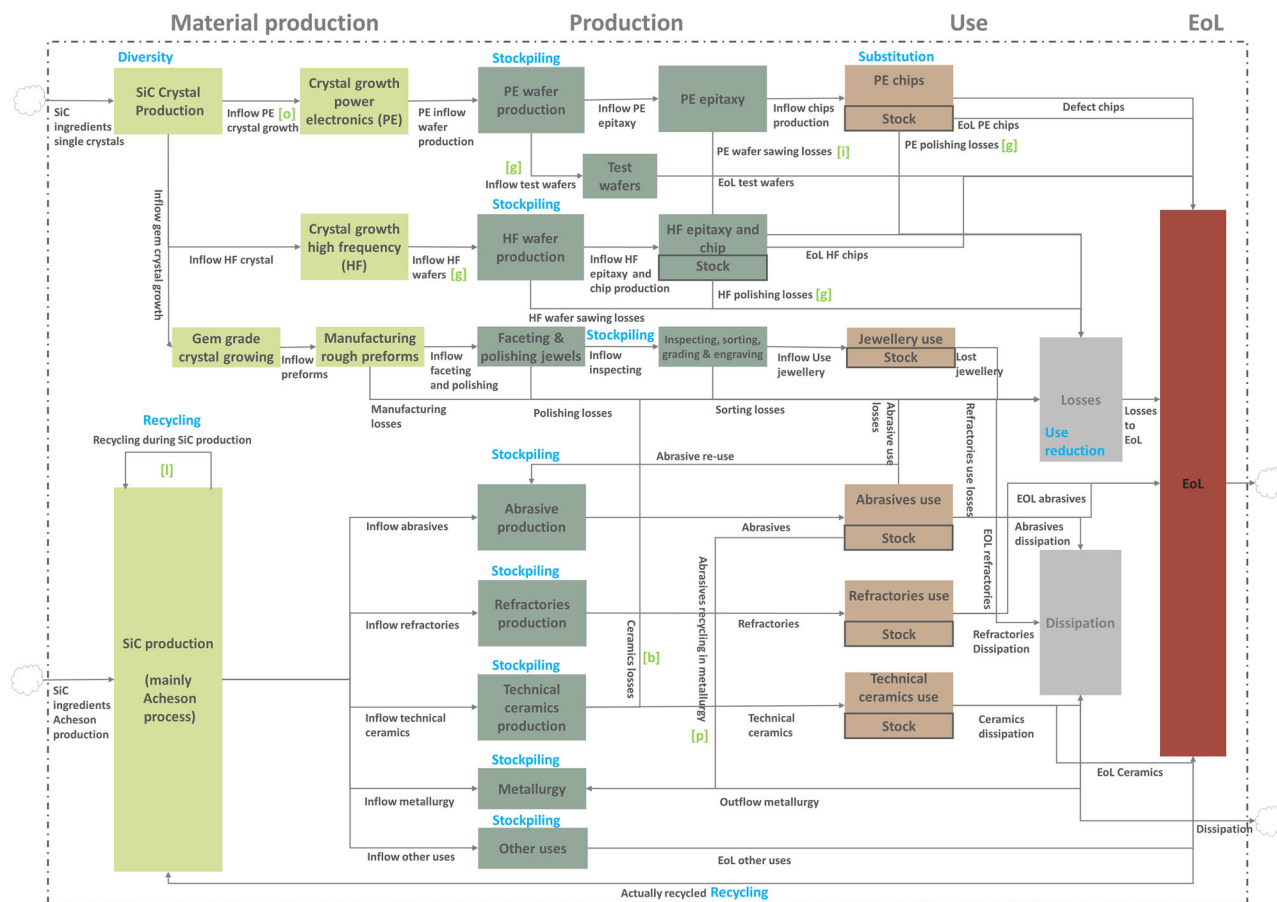 Material production
Production
Use
EoL
Diversity
SiC Crystal
Production
Crystal growth
power
electronics (PE)
Stockpiling
PE wafer
production
PE epitaxy
Substitution
PE chips
Stock
SiC
ingredients
single crystals
Inflow PE [o]
crystal growth
PE inflow
wafer
production
Inflow PE
epitaxy
Inflow chips
production
Defect chips
EoL PE chips
PE polishing losses [g]
PE wafer sawing losses [i]
[g]
Inflow test wafers
Test
wafers
EoL test wafers
Inflow gem crystal growth
Stockpiling
Crystal growth
high frequency
(HF)
HF wafer
production
HF epitaxy and
chip
Stock
Inflow HF crystal
Inflow HF
wafers [g]
Inflow HF
epitaxy and
chip production
EoL HF chips
HF polishing losses [g]
HF wafer sawing losses
Gem grade
crystal growing
Manufacturing
rough preforms
Faceting &
polishing jewels
Stockpiling
Inspecting, sorting,
grading & engraving
Jewellery use
Stock
Inflow
preforms
Inflow
faceting
and polishing
Inflow
inspecting
Inflow Use
jewellery
Lost
jewellery
Losses
Use
reduction
Losses
to
EoL
Manufacturing
losses
Polishing losses
Sorting losses
Abrasive use
losses
Refractories use losses
Recycling
Recycling during SiC production
[l]
Stockpiling
Abrasive re-use
Abrasive
production
Abrasives use
Stock
EoL
Inflow abrasives
Abrasives
EOL abrasives
Abrasives
dissipation
EOL refractories
Abrasives recycling in metallurgy
[p]
Stockpiling
Refractories
production
Refractories use
Stock
Inflow refractories
Refractories
Refractories
Dissipation
Dissipation
Ceramics losses
[b]
SiC production
(mainly
Acheson
process)
SiC
ingredients
Acheson
production
Stockpiling
Technical
ceramics
production
Technical
ceramics use
Stock
Inflow technical
ceramics
Technical
ceramics
Ceramics
dissipation
EoL Ceramics
Stockpiling
Metallurgy
Inflow metallurgy
Outflow metallurgy
Stockpiling
Other uses
Inflow other uses
EoL other uses
Dissipation
Actually recycled Recycling